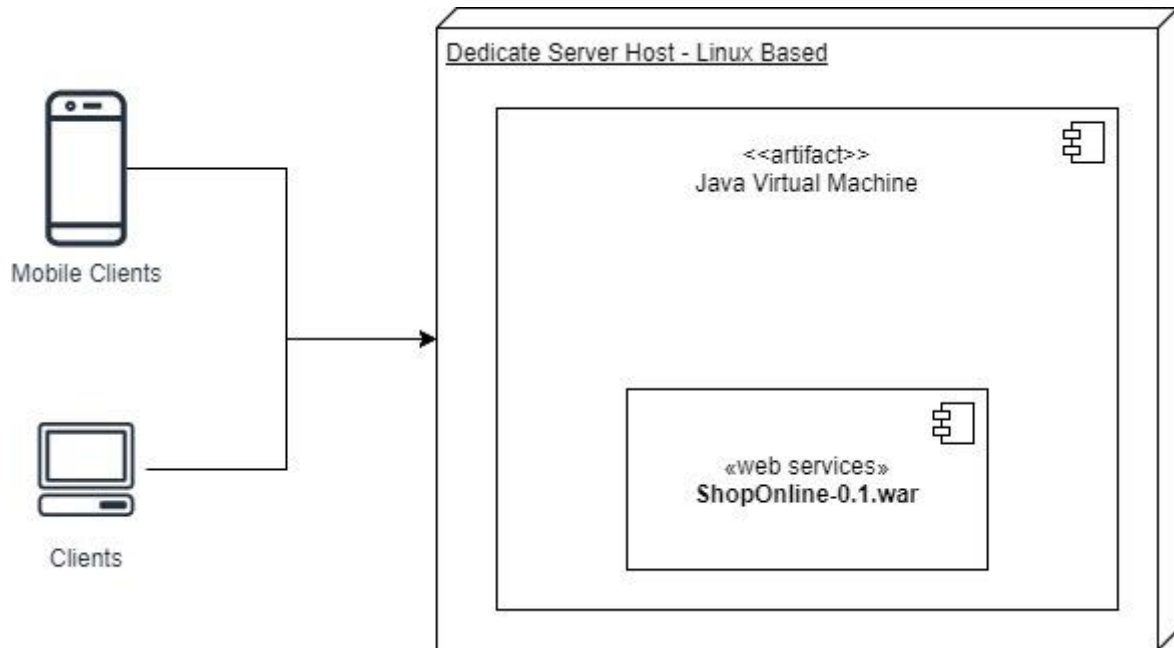 Dedicate Server Host - Linux Based
<<artifact>>
Java Virtual Machine
Mobile Clients
«web services»
ShopOnline-0.1.war
Clients